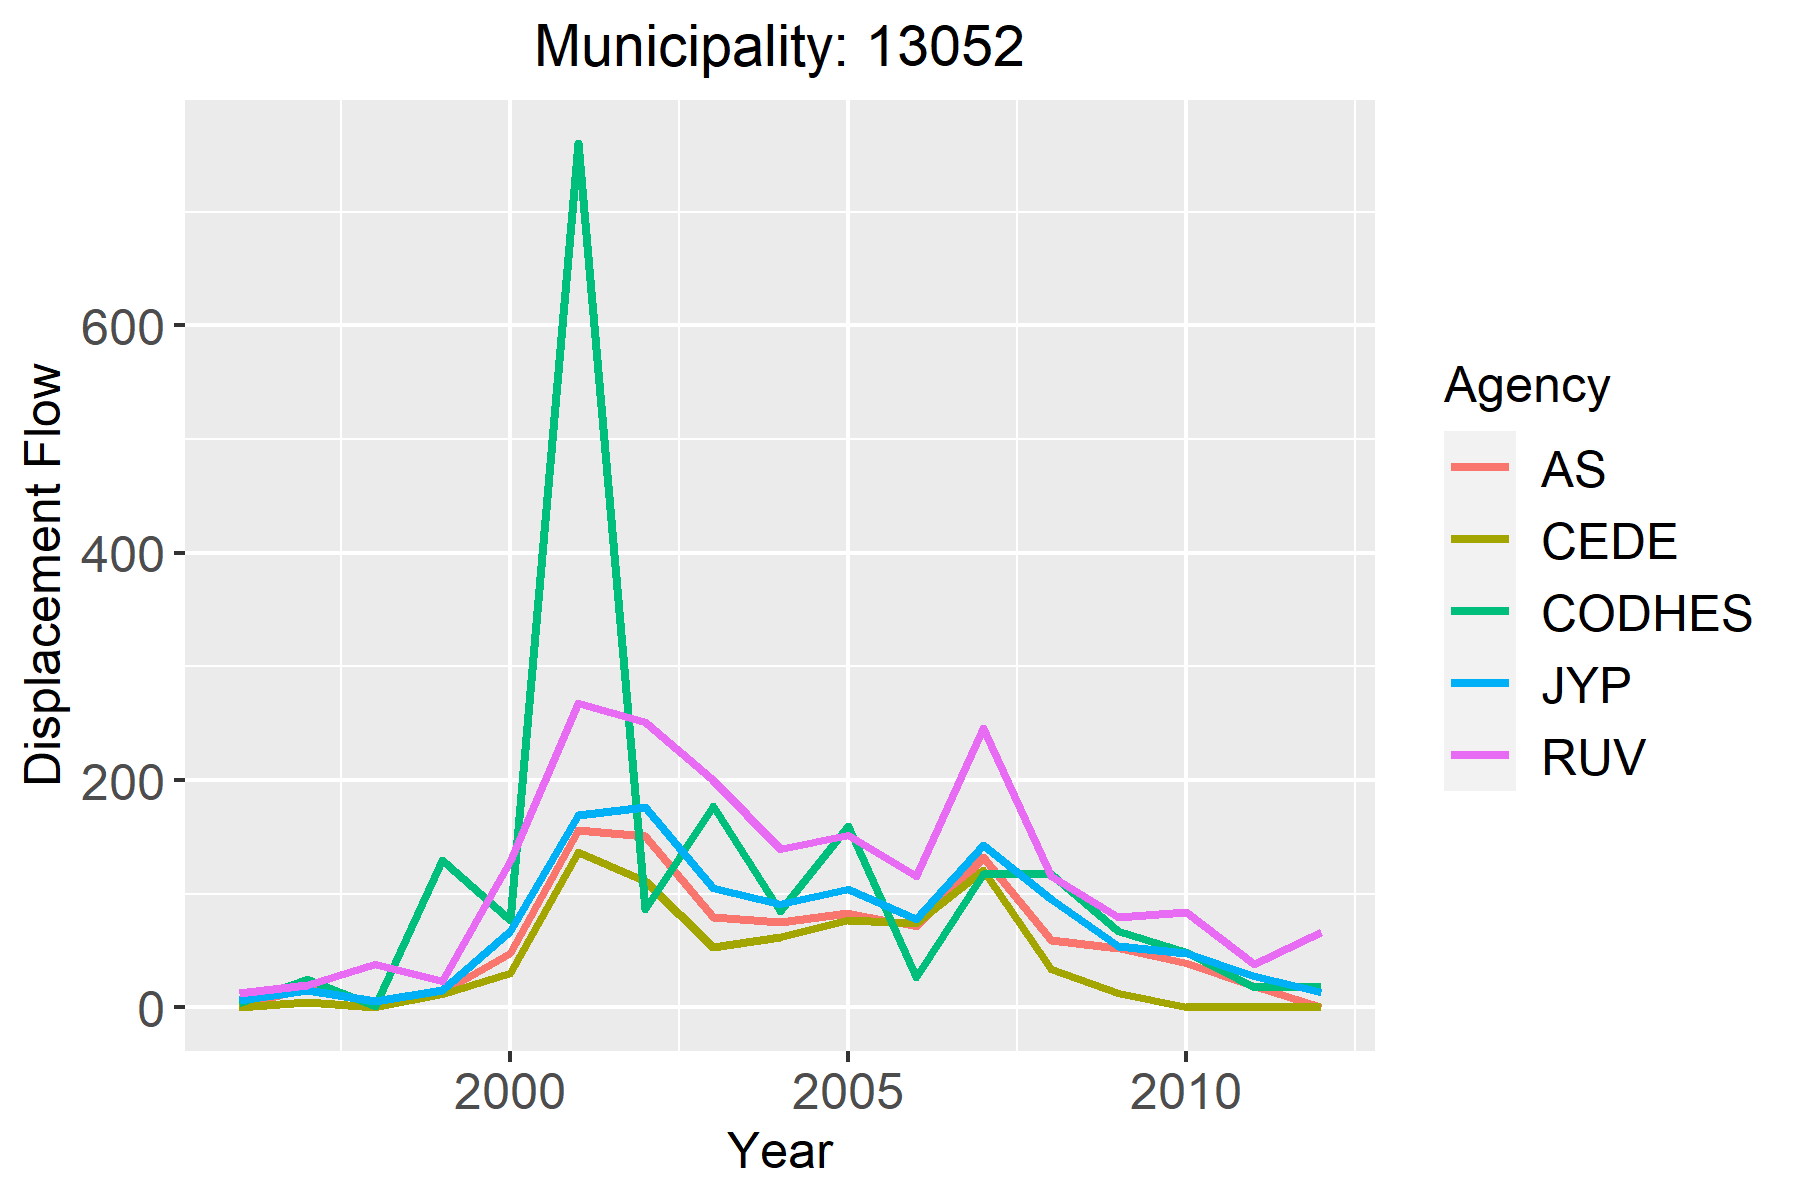 Municipality: 13052
Displacement Flow
600
400
200
0
2000 2005 2010
Year
Agency
AS
CEDE
CODHES
JYP
RUV